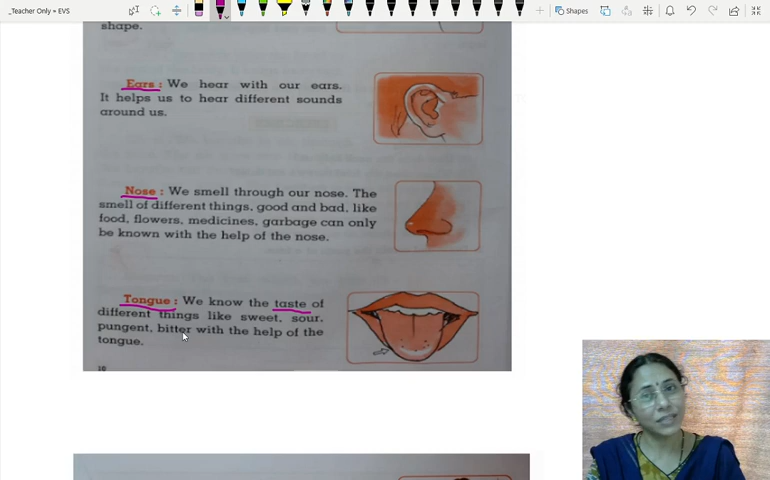 _Teacher Only ~ EVS
Shapes
shape.
Ears : We hear with our ears.
It helps us to hear different sounds
around us.
Nose : We smell through our nose. The
smell of different things, good and bad, like
food, flowers, medicines, garbage can only
be known with the help of the nose.
Tongue : We know the taste of
different things like sweet, sour,
pungent, bitter with the help of the
tongue.
10